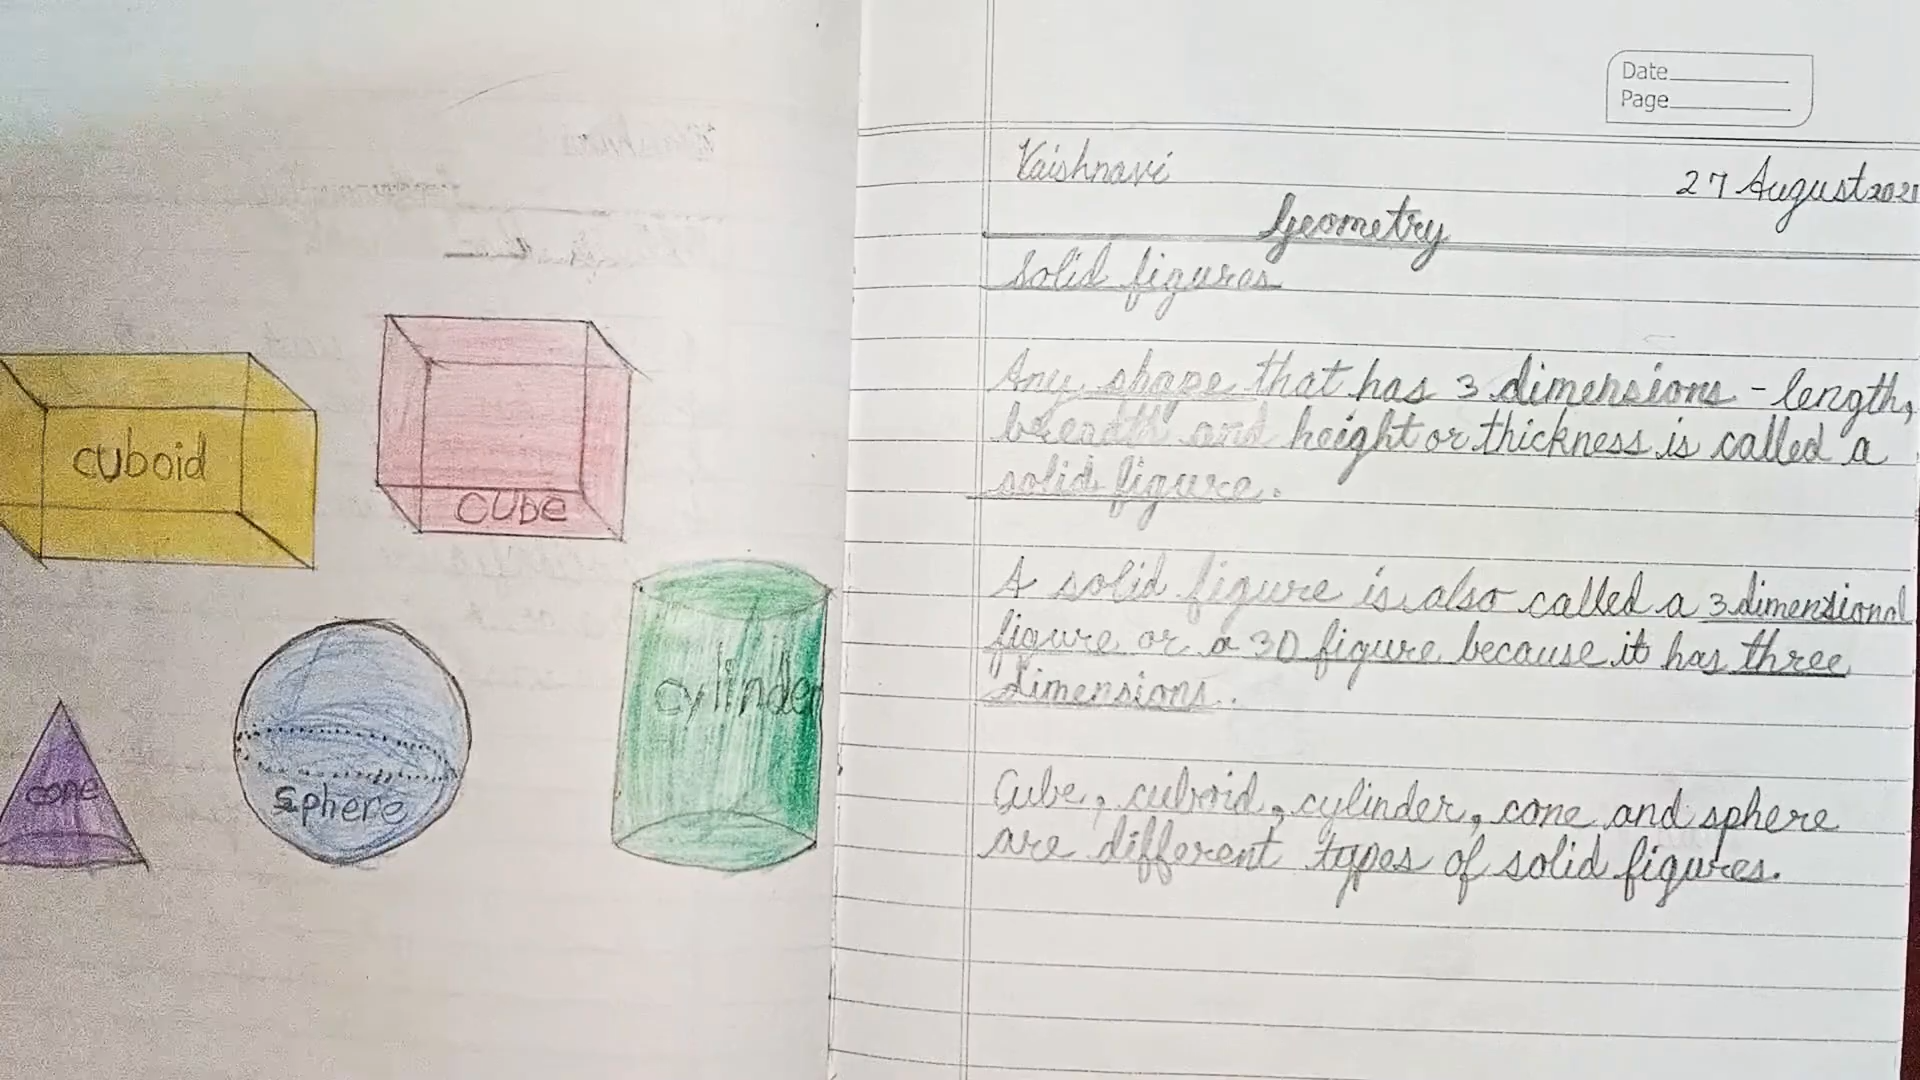 cuboid
CUBE
cylinder
cone
sphere
Date
Page
Vaishnavi
27 August 2021
Geometry
Solid figures
Any shape that has 3 dimensions - length,
breadth and height or thickness is called a
solid figure.
A solid figure is also called a 3 dimensional
figure or a 3D figure because it has three
dimensions.
Cube, cuboid, cylinder, cone and sphere
are different types of solid figures.